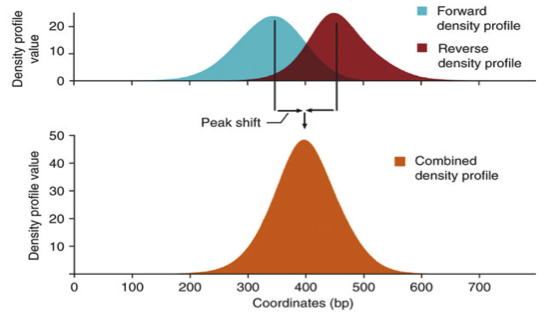 Density profile
value
20
10
0
Forward
density profile
Reverse
density profile
Peak shift
Density profile value
50
40
30
20
10
Combined
density profile
0 100 200 300 400 500 600 700
Coordinates (bp)